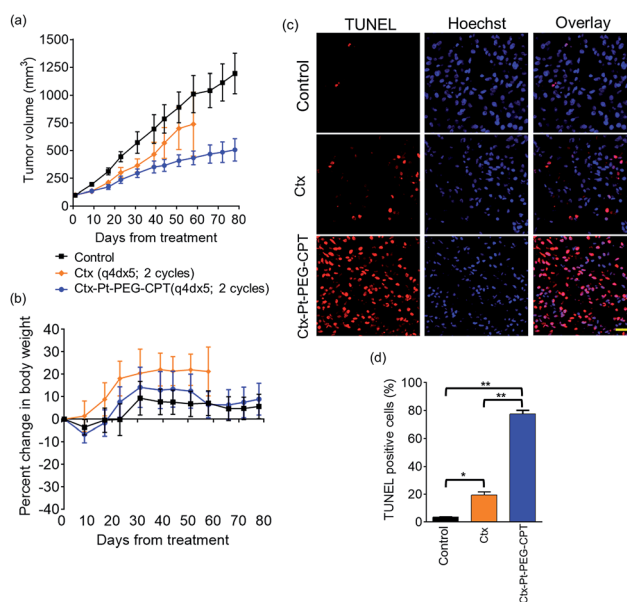 (a)
Tumor volume (mm³)
1500
1250
1000
750
500
250
0
0 10 20 30 40 50 60 70 80
Days from treatment
Control
Ctx (q4dx5; 2 cycles)
Ctx-Pt-PEG-CPT(q4dx5; 2 cycles)
(b)
Percent change in body weight
40
30
20
10
0
-10
-20
-30
-40
0 10 20 30 40 50 60 70 80
Days from treatment
(c)
TUNEL Hoechst Overlay
Control
Ctx
Ctx-Pt-PEG-CPT
(d)
TUNEL positive cells (%)
100
80
60
40
20
0
**
**
*
Control
Ctx
Ctx-Pt-PEG-CPT